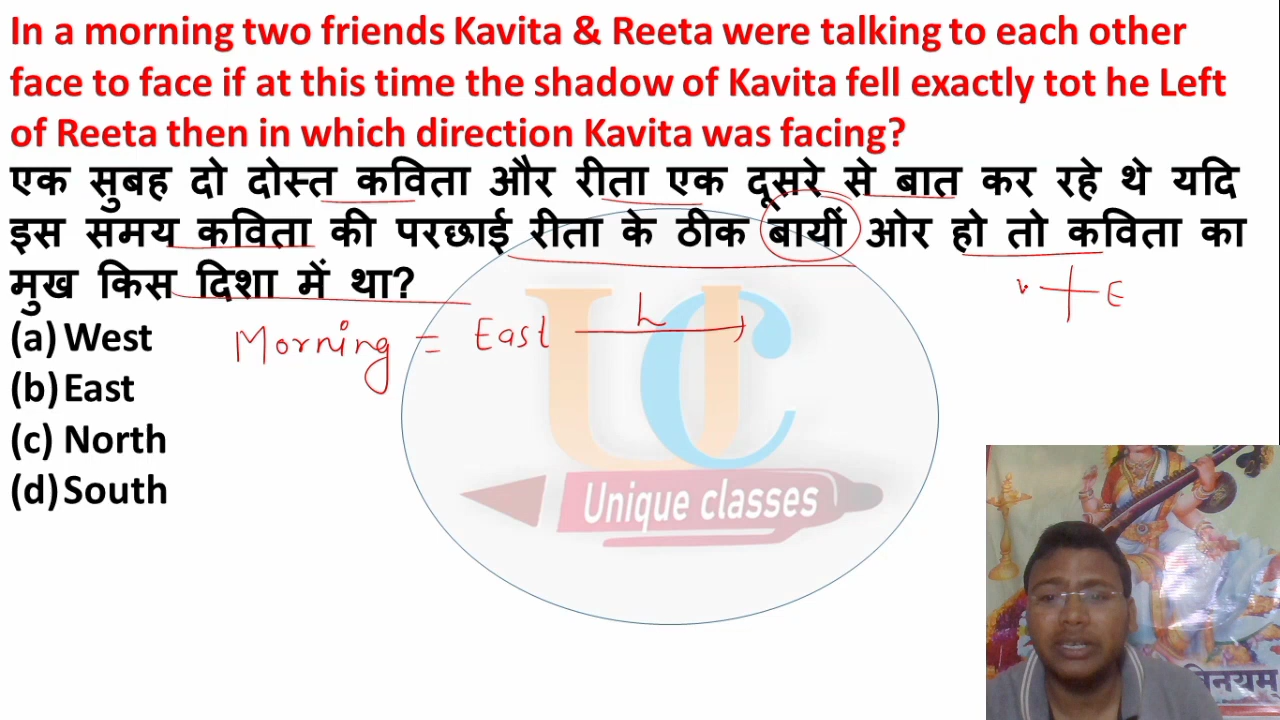 In a morning two friends Kavita & Reeta were talking to each other
face to face if at this time the shadow of Kavita fell exactly tot he Left
of Reeta then in which direction Kavita was facing?
एक सुबह दो दोस्त कविता और रीता एक दूसरे से बात कर रहे थे यदि
इस समय कविता की परछाई रीता के ठीक बायीं ओर हो तो कविता का
मुख किस दिशा में था?
E
(a) West
Morning = East L
(b) East
(c) North
(d) South
UC
Unique classes